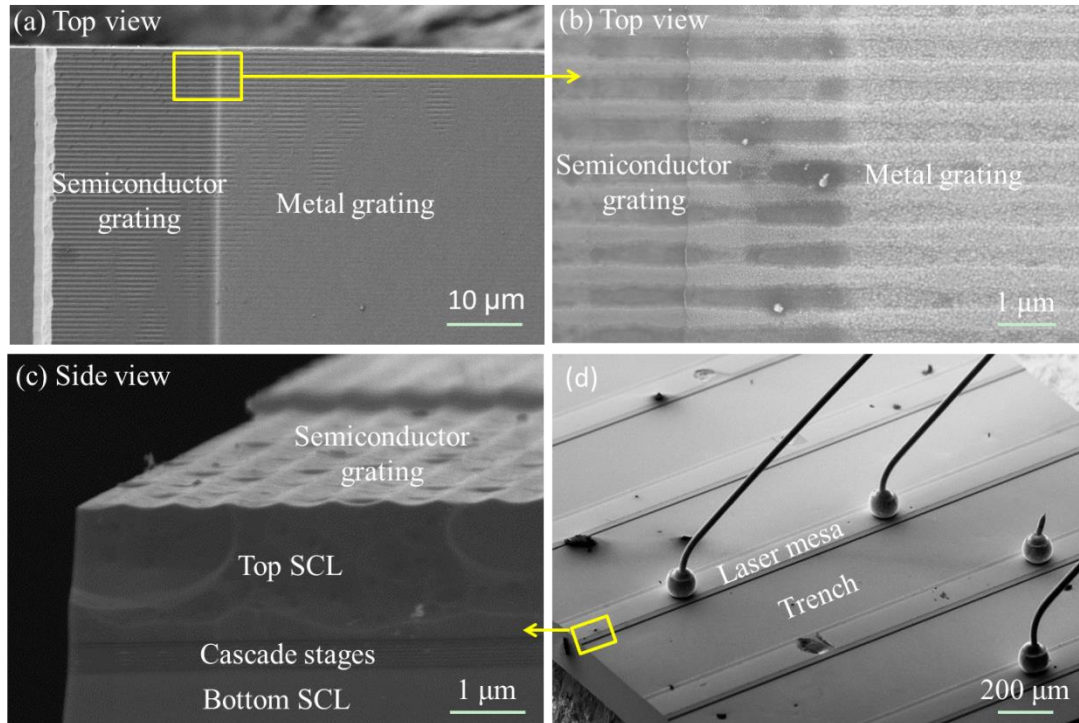 (a) Top view
Semiconductor
grating
Metal grating
10 μm
(b) Top view
Semiconductor
grating
Metal grating
1 μm
(c) Side view
Semiconductor
grating
Top SCL
Cascade stages
Bottom SCL
1 μm
(d)
Laser mesa
Trench
200 μm